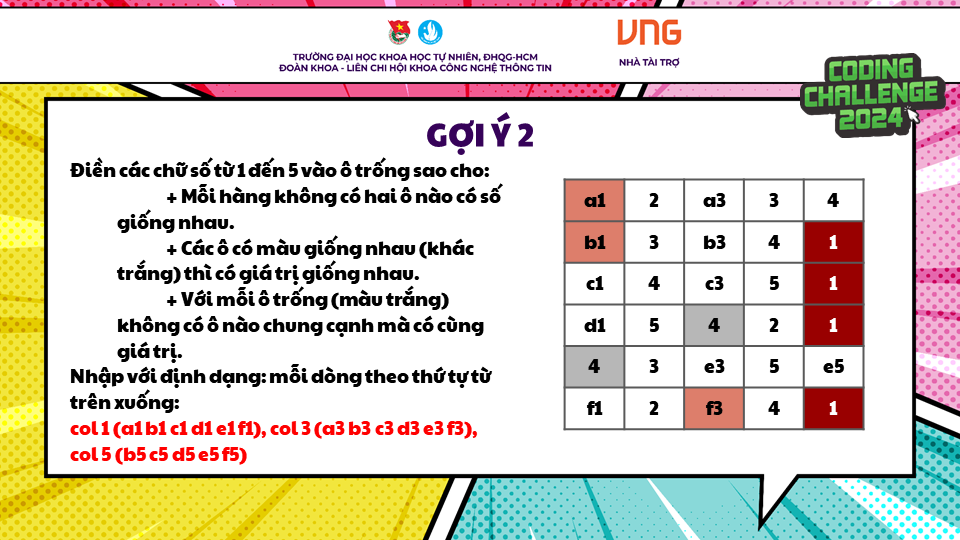 VNG
TRƯỜNG ĐẠI HỌC KHOA HỌC TỰ NHIÊN, ĐHQG-HCM
ĐOÀN KHOA - LIÊN CHI HỘI KHOA CÔNG NGHỆ THÔNG TIN
NHÀ TÀI TRỢ
CODING
CHALLENGE
2024
GỢI Ý 2
Điền các chữ số từ 1 đến 5 vào ô trống sao cho:
+ Mỗi hàng không có hai ô nào có số
giống nhau.
+ Các ô có màu giống nhau (khác
trắng) thì có giá trị giống nhau.
+ Với mỗi ô trống (màu trắng)
không có ô nào chung cạnh mà có cùng
giá trị.
Nhập với định dạng: mỗi dòng theo thứ tự từ
trên xuống:
col 1 (a1 b1 c1 d1 e1 f1), col 3 (a3 b3 c3 d3 e3 f3),
col 5 (b5 c5 d5 e5 f5)
a1 2 a3 3 4
b1 3 b3 4 1
c1 4 c3 5 1
d1 5 4 2 1
4 3 e3 5 e5
f1 2 f3 4 1